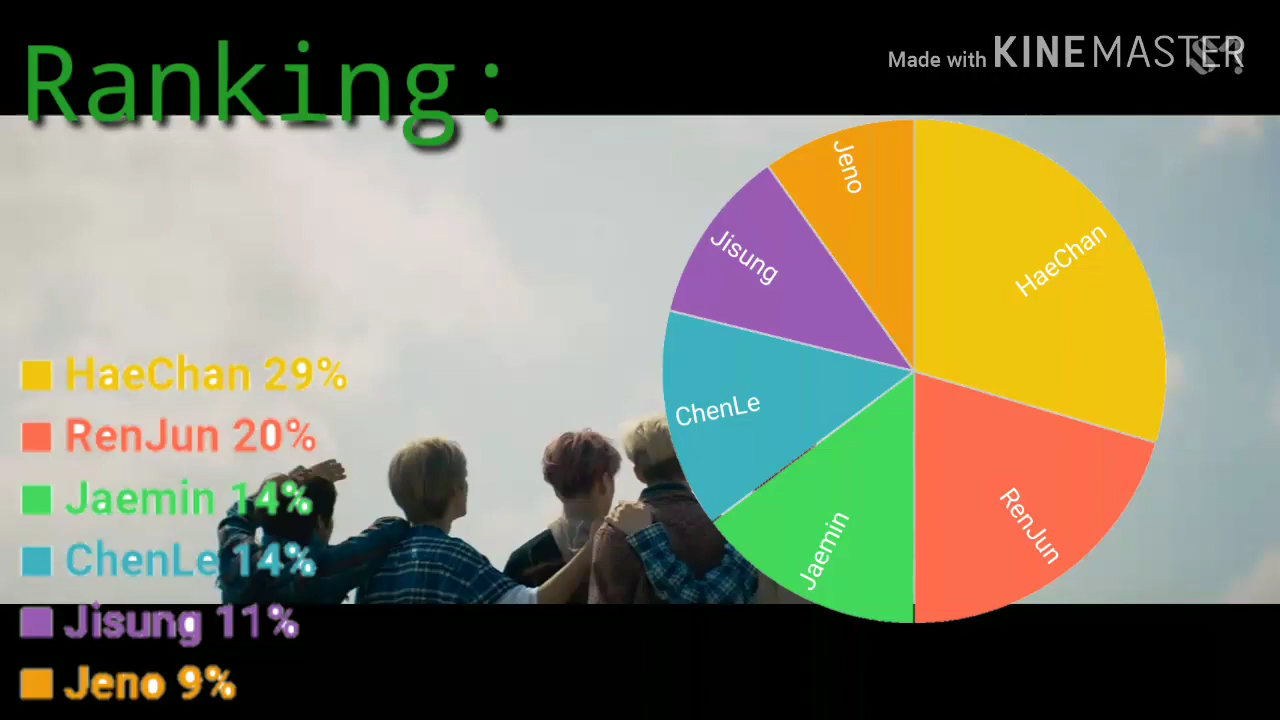 Ranking:
Made with KINEMASTER
HaeChan 29%
RenJun 20%
Jaemin 14%
ChenLe 14%
Jisung 11%
Jeno 9%
Jeno
HaeChan
Jisung
ChenLe
RenJun
Jaemin